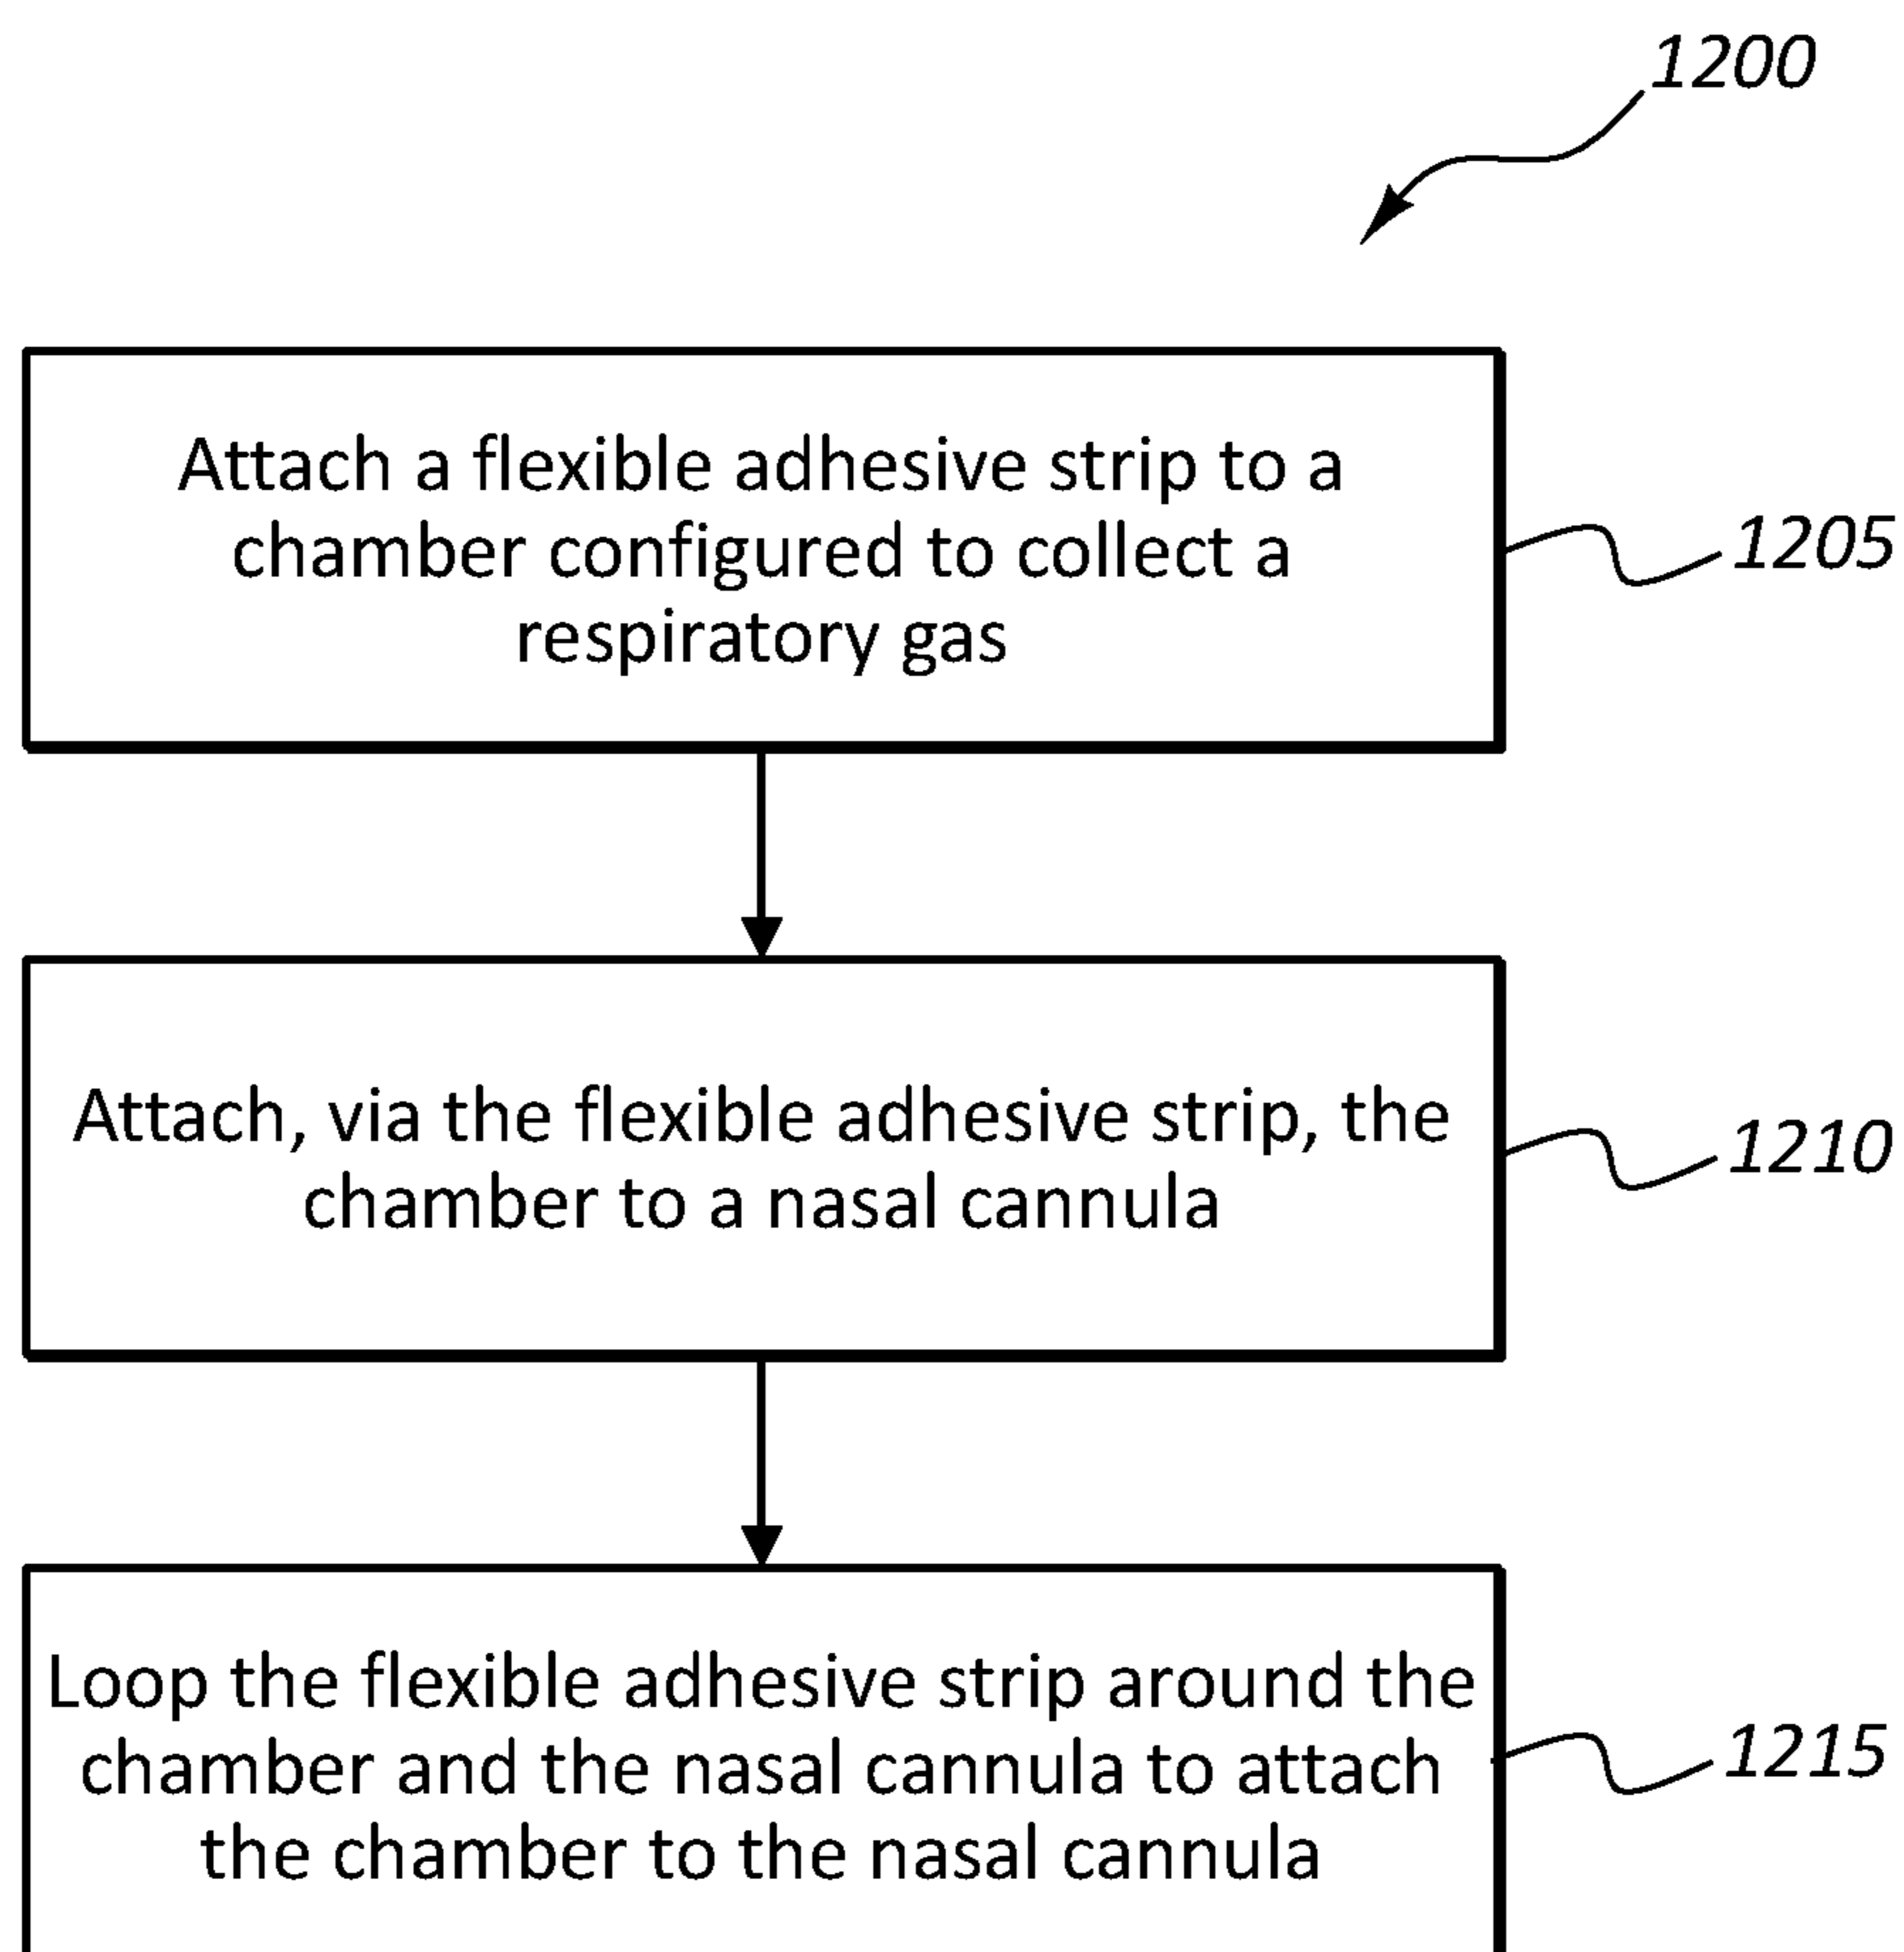 1200
Attach a flexible adhesive strip to a
chamber configured to collect a
respiratory gas
1205
Attach, via the flexible adhesive strip, the
chamber to a nasal cannula
1210
Loop the flexible adhesive strip around the
chamber and the nasal cannula to attach
the chamber to the nasal cannula
1215